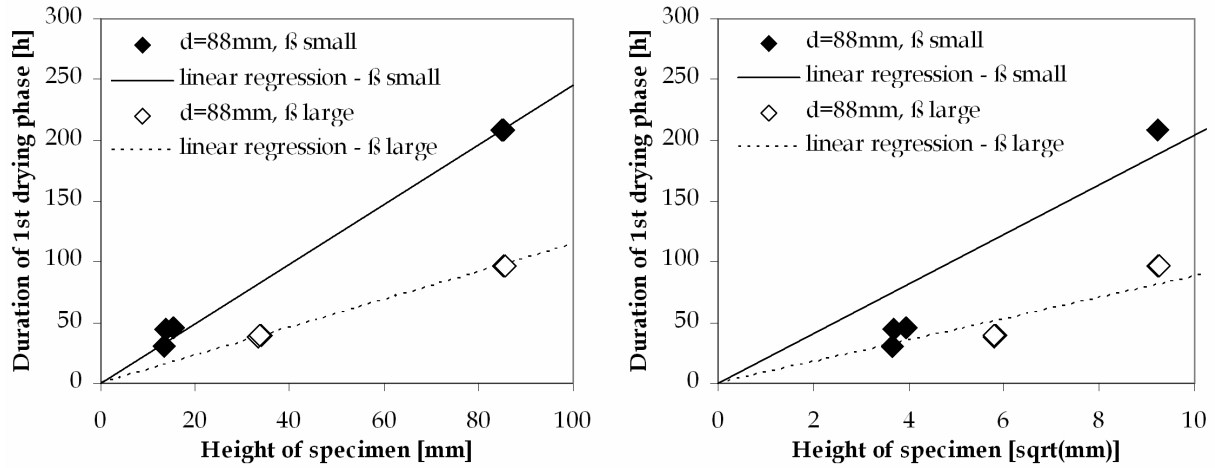 Duration of 1st drying phase [h]
300
250
200
150
100
50
0
d=88mm, ß small
linear regression - ß small
d=88mm, ß large
linear regression - ß large
0 20 40 60 80 100
Height of specimen [mm]
Duration of 1st drying phase [h]
300
250
200
150
100
50
0
d=88mm, ß small
linear regression - ß small
d=88mm, ß large
linear regression - ß large
0 2 4 6 8 10
Height of specimen [sqrt(mm)]